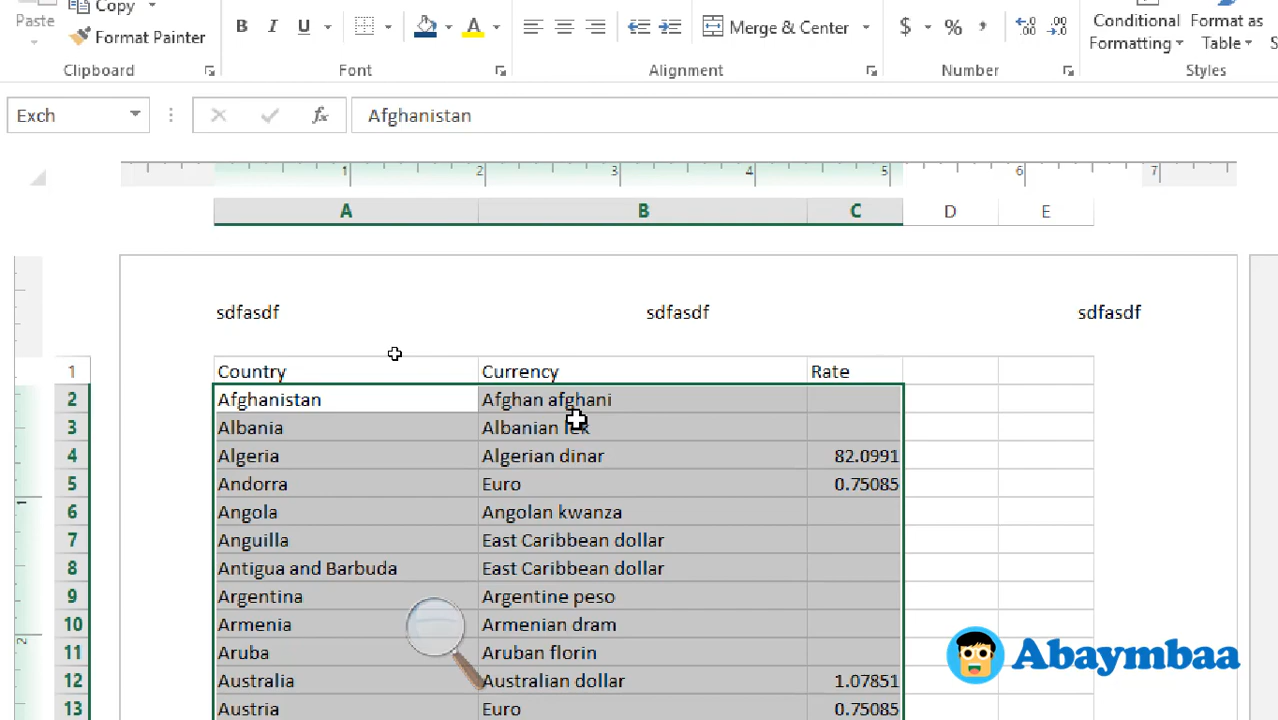 Paste
Copy
Format Painter
Clipboard
B I U
A
Font
Merge & Center
Alignment
$ % ,
Number
Conditional
Formatting
Format as
Table
Styles
Exch
fx
Afghanistan
1 2 3 4 5 6 7
A B C D E
sdfasdf sdfasdf sdfasdf
1 Country Currency Rate
2 Afghanistan Afghan afghani
3 Albania Albanian lek
4 Algeria Algerian dinar 82.0991
5 Andorra Euro 0.75085
6 Angola Angolan kwanza
7 Anguilla East Caribbean dollar
8 Antigua and Barbuda East Caribbean dollar
9 Argentina Argentine peso
10 Armenia Armenian dram
11 Aruba Aruban florin
12 Australia Australian dollar 1.07851
13 Austria Euro 0.75085
1
2
Abaymbaa